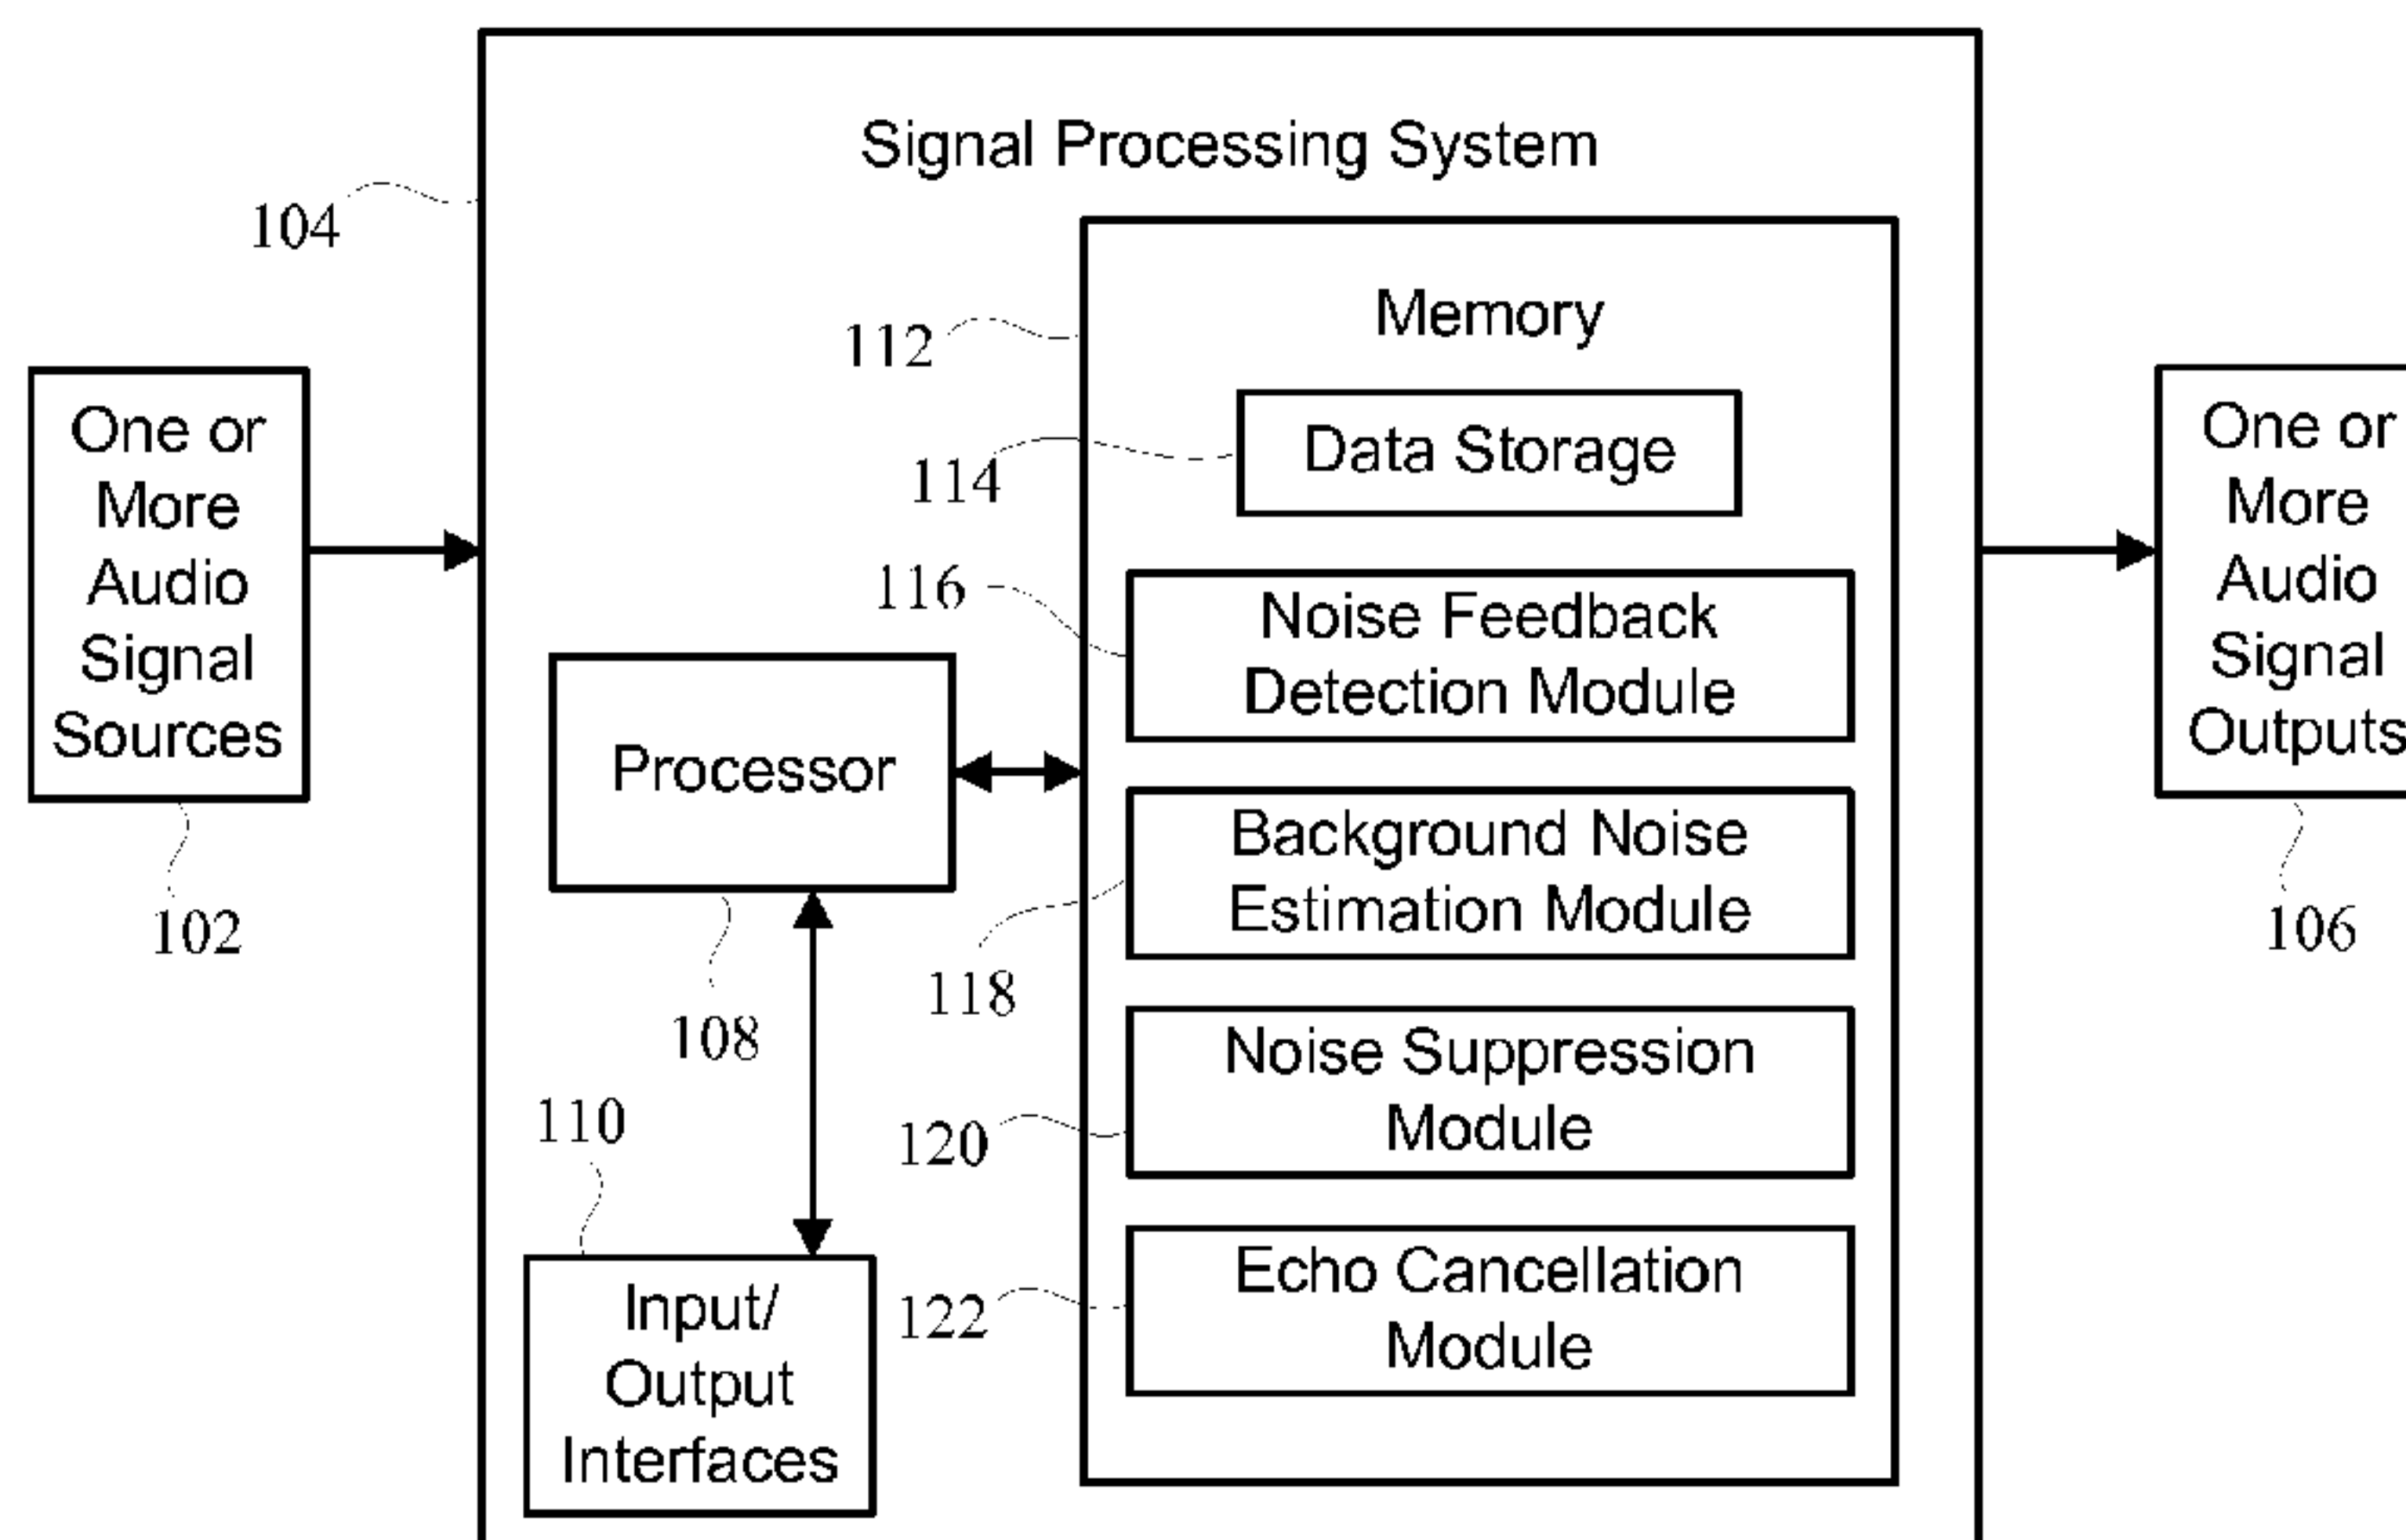 Signal Processing System
104
One or
More
Audio
Signal
Sources
102
Memory
112
Data Storage
114
116
Noise Feedback
Detection Module
Processor
108
Background Noise
Estimation Module
118
Noise Suppression
Module
120
110
Input/
Output
Interfaces
Echo Cancellation
Module
122
One or
More
Audio
Signal
Outputs
106